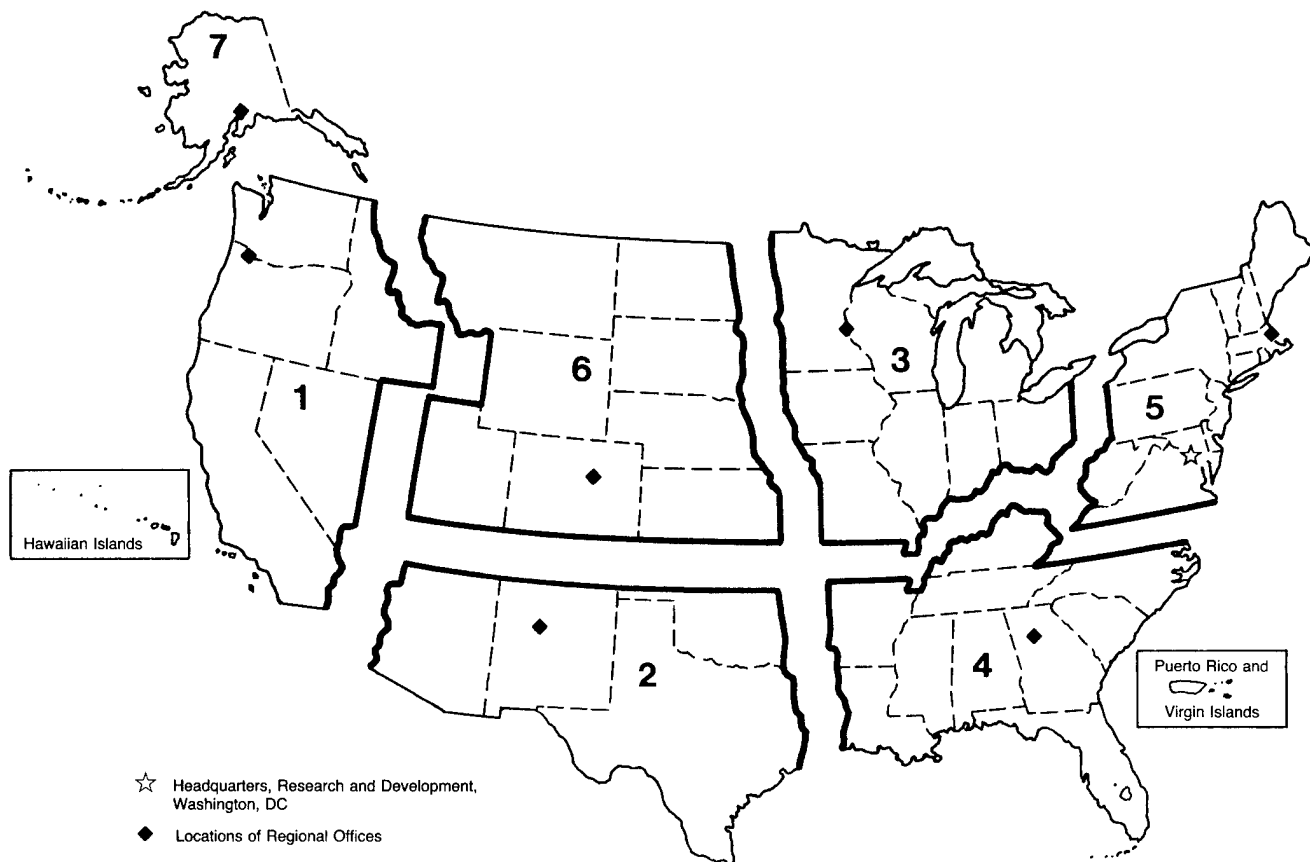 7
6
3
1
5
Hawaiian Islands
2
4
Puerto Rico and
Virgin Islands
Headquarters, Research and Development,
Washington, DC
Locations of Regional Offices